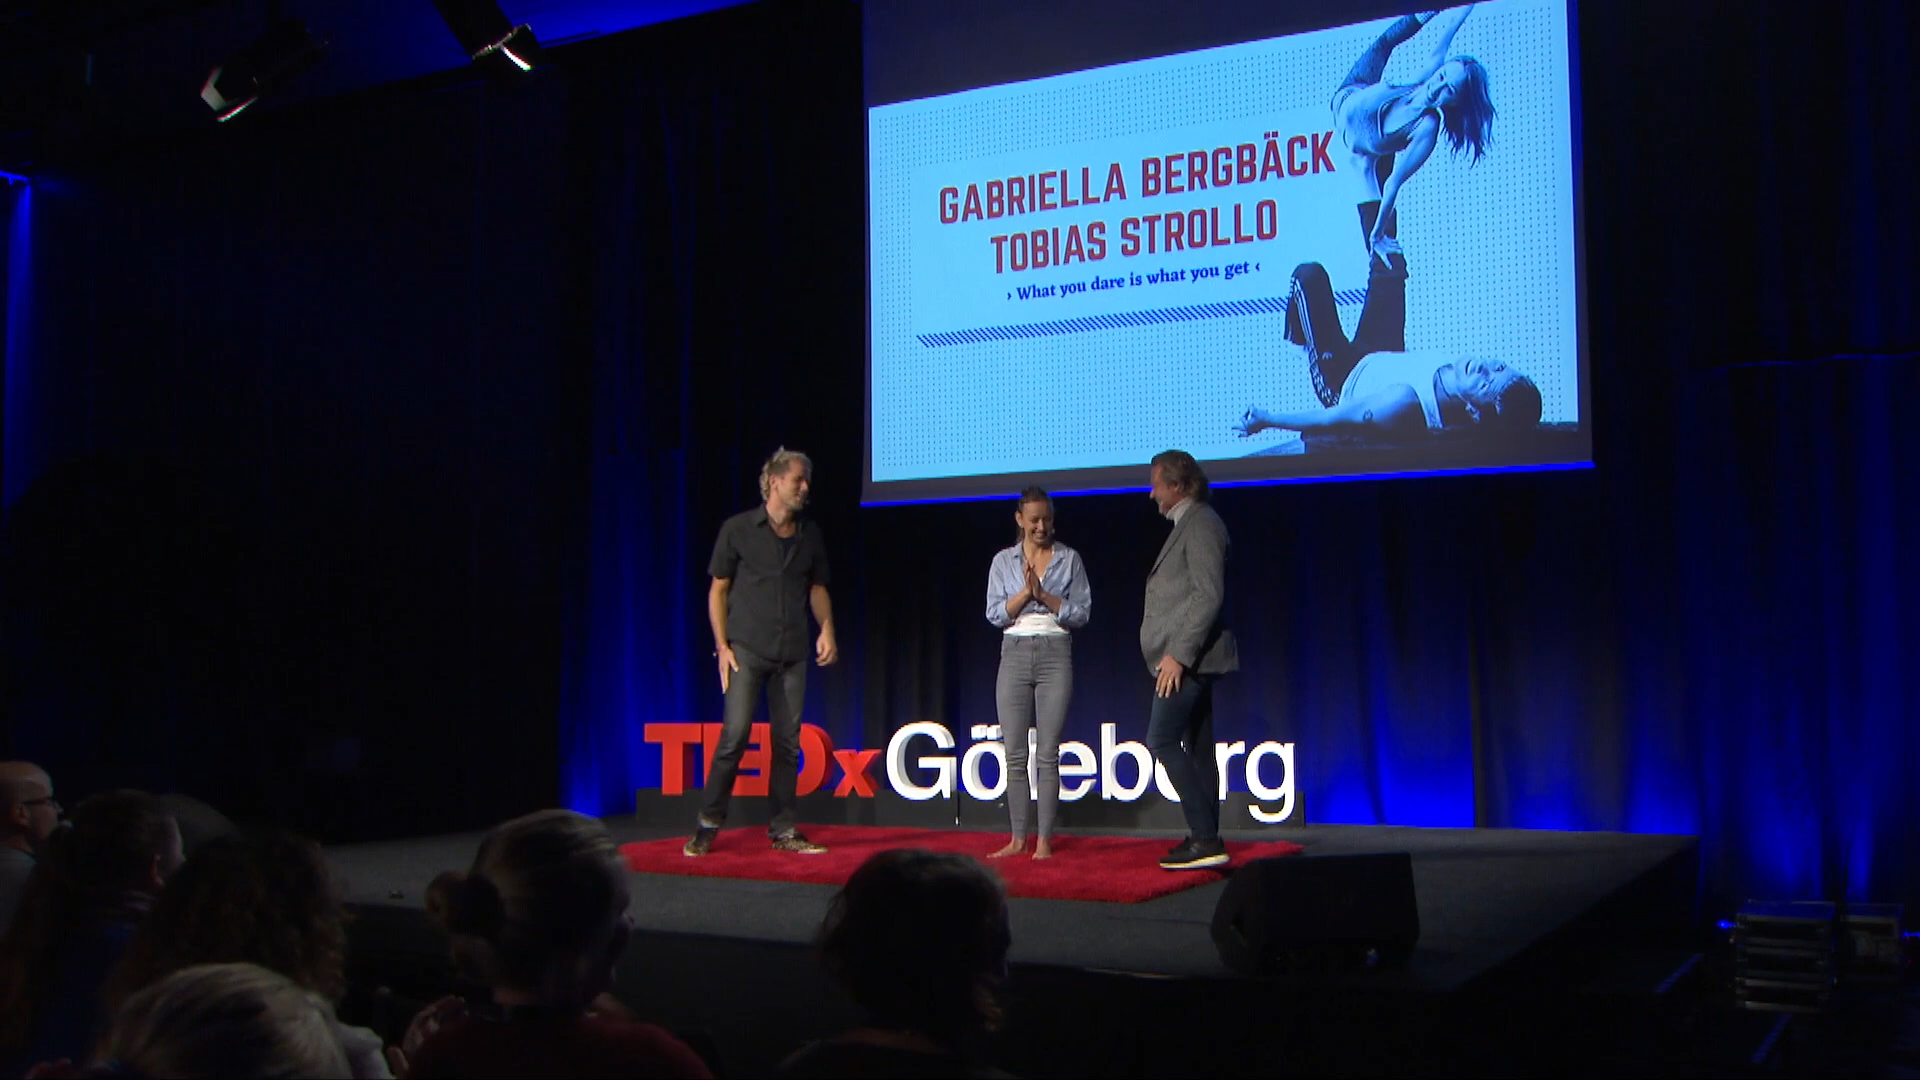 GABRIELLA BERGBÄCK
TOBIAS STROLLO
› What you dare is what you get ‹
TEDxGöteborg